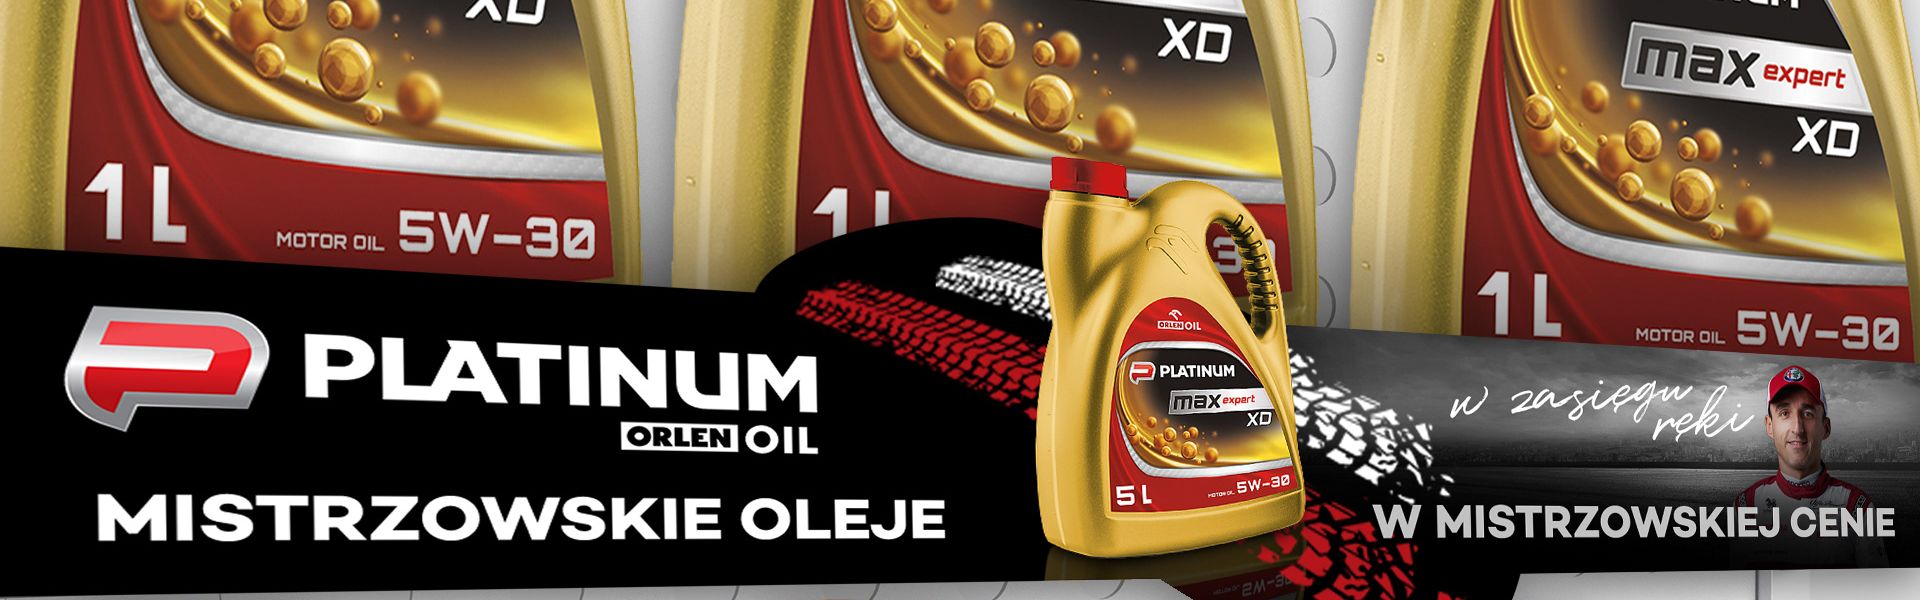 XD
1 L
MOTOR OIL 5W-30
XD
1 L
max expert
XD
1 L
MOTOR OIL 5W-30
PLATINUM
ORLEN OIL
MISTRZOWSKIE OLEJE
ORLEN OIL
PLATINUM
max expert
XD
5 L
MOTOR OIL 5W-30
w zasięgu
ręki
W MISTRZOWSKIEJ CENIE